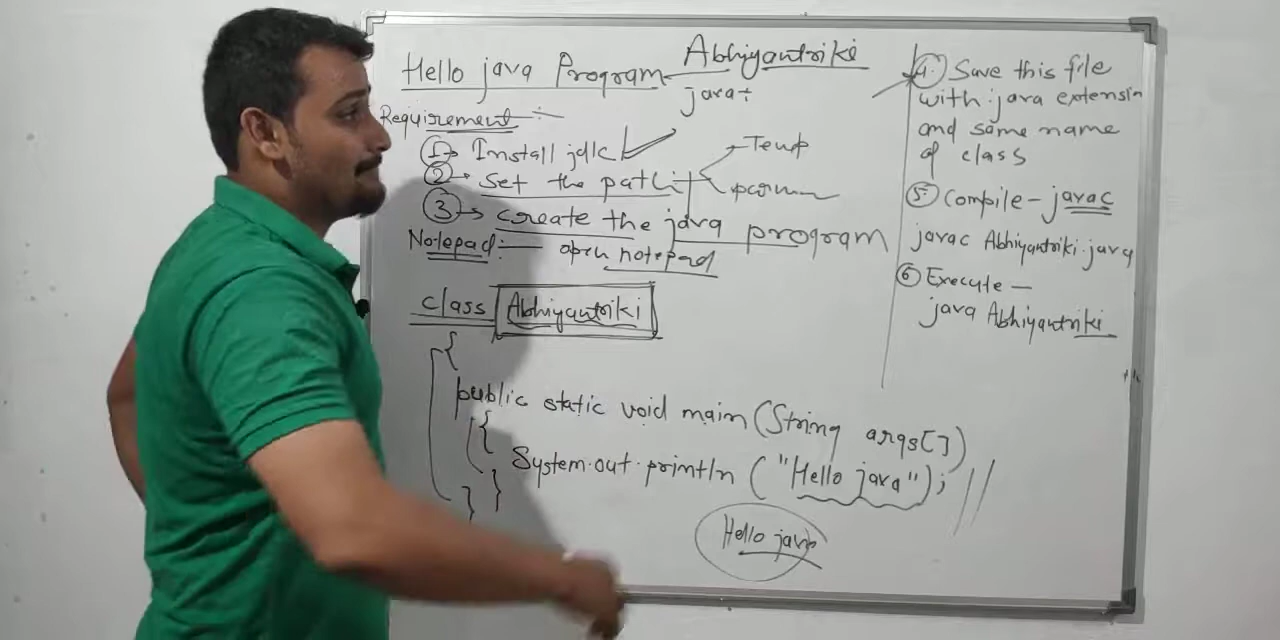 Hello java Program Abhiyantriki
java÷
Requirement :-
① Install jdk
② Set the path
Temp
③ create the java program
Notepad:- open notepad
class Abhiyantriki
{
public static void main (String args[])
{
System.out.println ("Hello java"); //
}
}
Hello java
④ Save this file
with .java extension
and same name
of class
⑤ Compile - javac
javac Abhiyantriki.java
⑥ Execute -
java Abhiyantriki